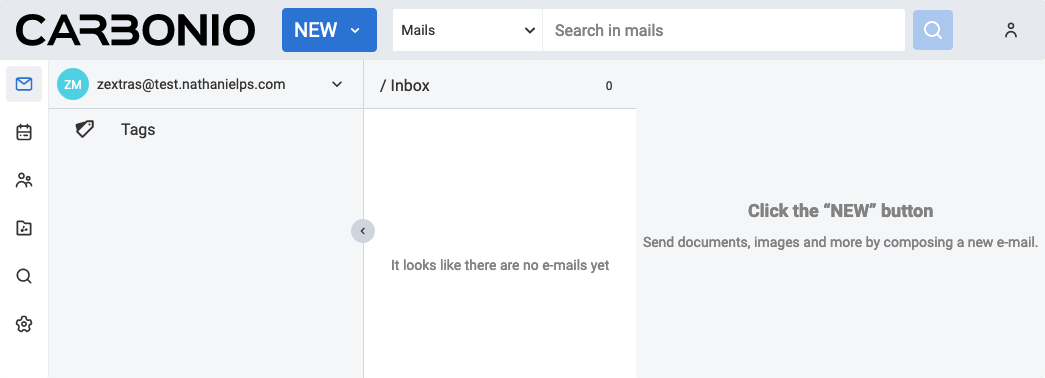 CARBONIO
NEW
Mails
Search in mails
ZM
zextras@test.nathanielps.com
/ Inbox
0
Tags
Click the “NEW” button
Send documents, images and more by composing a new e-mail.
It looks like there are no e-mails yet